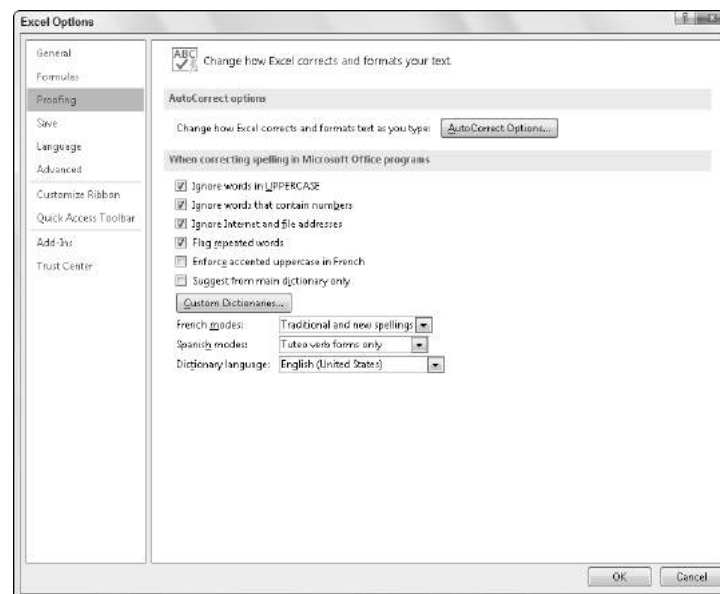 Excel Options
General
Formulas
Proofing
Save
Language
Advanced
Customize Ribbon
Quick Access Toolbar
Add-Ins
Trust Center
ABC
Change how Excel corrects and formats your text.
AutoCorrect options
Change how Excel corrects and formats text as you type: AutoCorrect Options...
When correcting spelling in Microsoft Office programs
Ignore words in UPPERCASE
Ignore words that contain numbers
Ignore Internet and file addresses
Flag repeated words
Enforce accented uppercase in French
Suggest from main dictionary only
Custom Dictionaries...
French modes: Traditional and new spellings
Spanish modes: Tuteo verb forms only
Dictionary language: English (United States)
OK Cancel